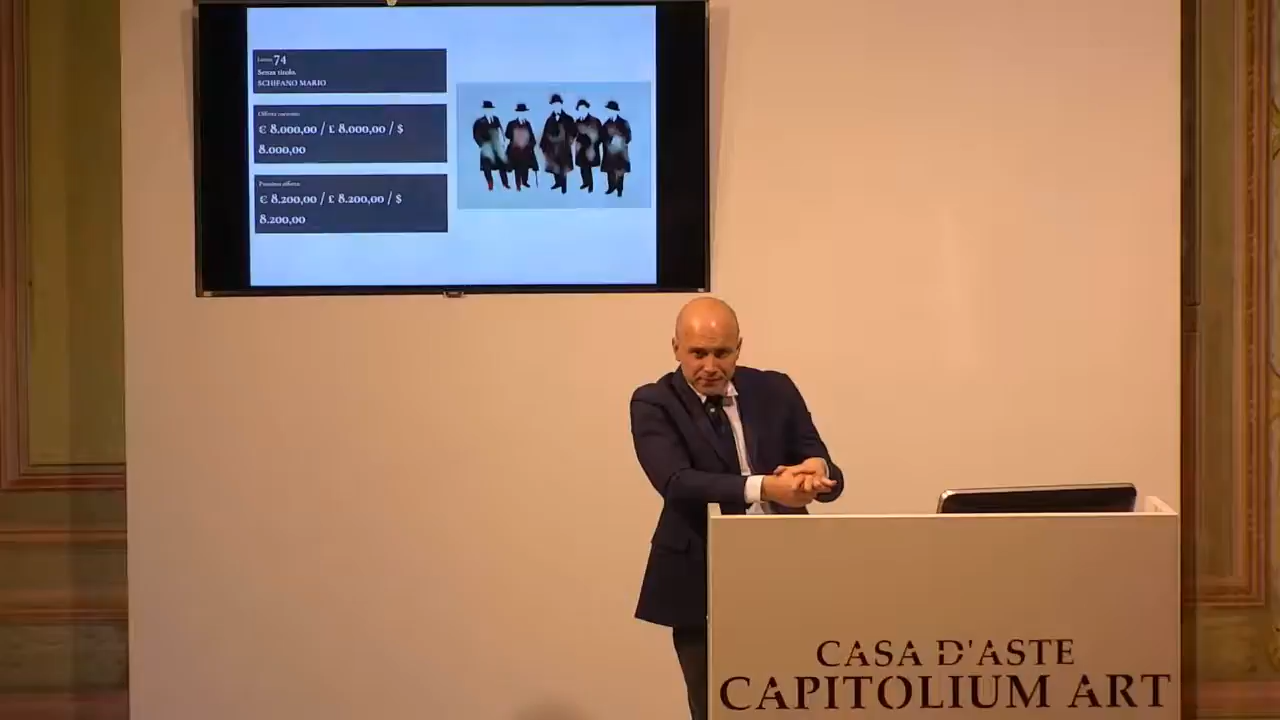 Lotto 74
Senza titolo,
SCHIFANO MARIO
Offerta corrente:
€ 8.000,00 / £ 8.000,00 / $
8.000,00
Prossima offerta:
€ 8.200,00 / £ 8.200,00 / $
8.200,00
CASA D'ASTE
CAPITOLIUM ART